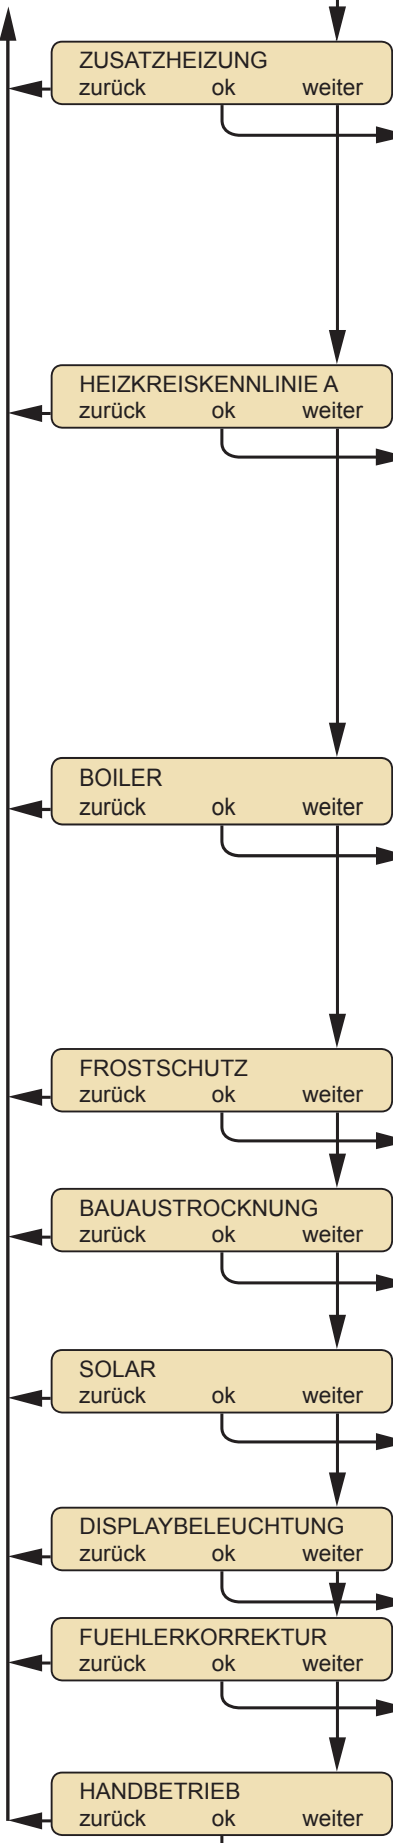 ZUSATZHEIZUNG
zurück ok weiter
HEIZKREISKENNLINIE A
zurück ok weiter
BOILER
zurück ok weiter
FROSTSCHUTZ
zurück ok weiter
BAUAUSTROCKNUNG
zurück ok weiter
SOLAR
zurück ok weiter
DISPLAYBELEUCHTUNG
zurück ok weiter
FUEHLERKORREKTUR
zurück ok weiter
HANDBETRIEB
zurück ok weiter